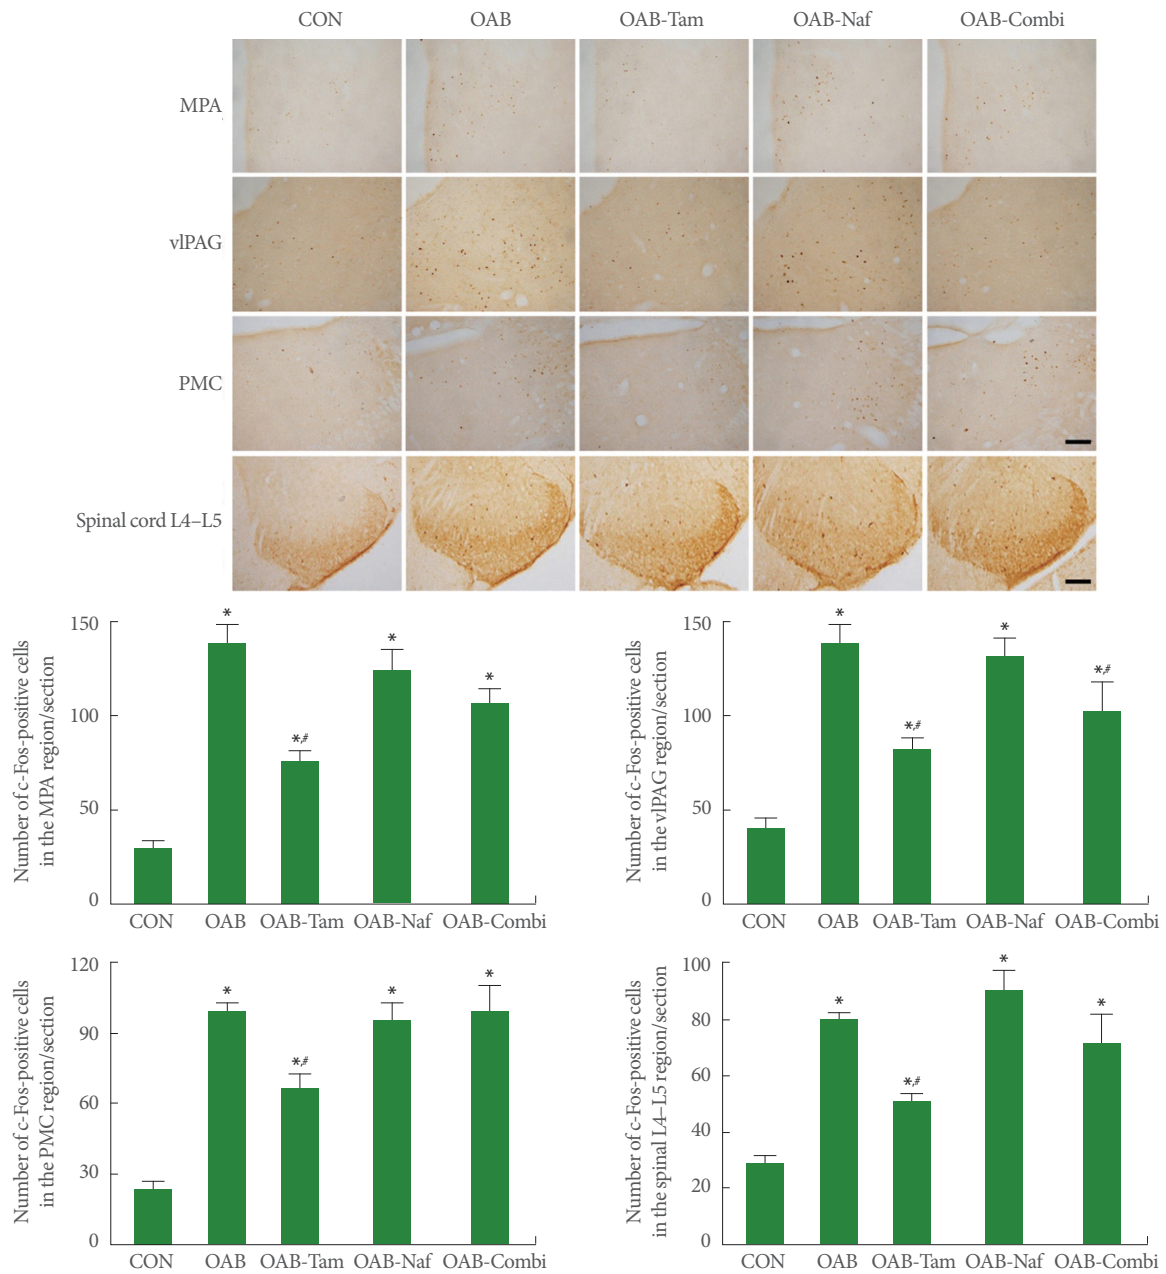 CON OAB OAB-Tam OAB-Naf OAB-Combi
MPA
vlPAG
PMC
Spinal cord L4–L5
Number of c-Fos-positive cells
in the MPA region/section
150
100
50
0
*
*,#
*
*
CON OAB OAB-Tam OAB-Naf OAB-Combi
Number of c-Fos-positive cells
in the vlPAG region/section
150
100
50
0
*
*,#
*
*,#
CON OAB OAB-Tam OAB-Naf OAB-Combi
Number of c-Fos-positive cells
in the PMC region/section
120
90
60
30
0
*
*,#
*
*
CON OAB OAB-Tam OAB-Naf OAB-Combi
Number of c-Fos-positive cells
in the spinal L4–L5 region/section
100
80
60
40
20
0
*
*,#
*
*
CON OAB OAB-Tam OAB-Naf OAB-Combi